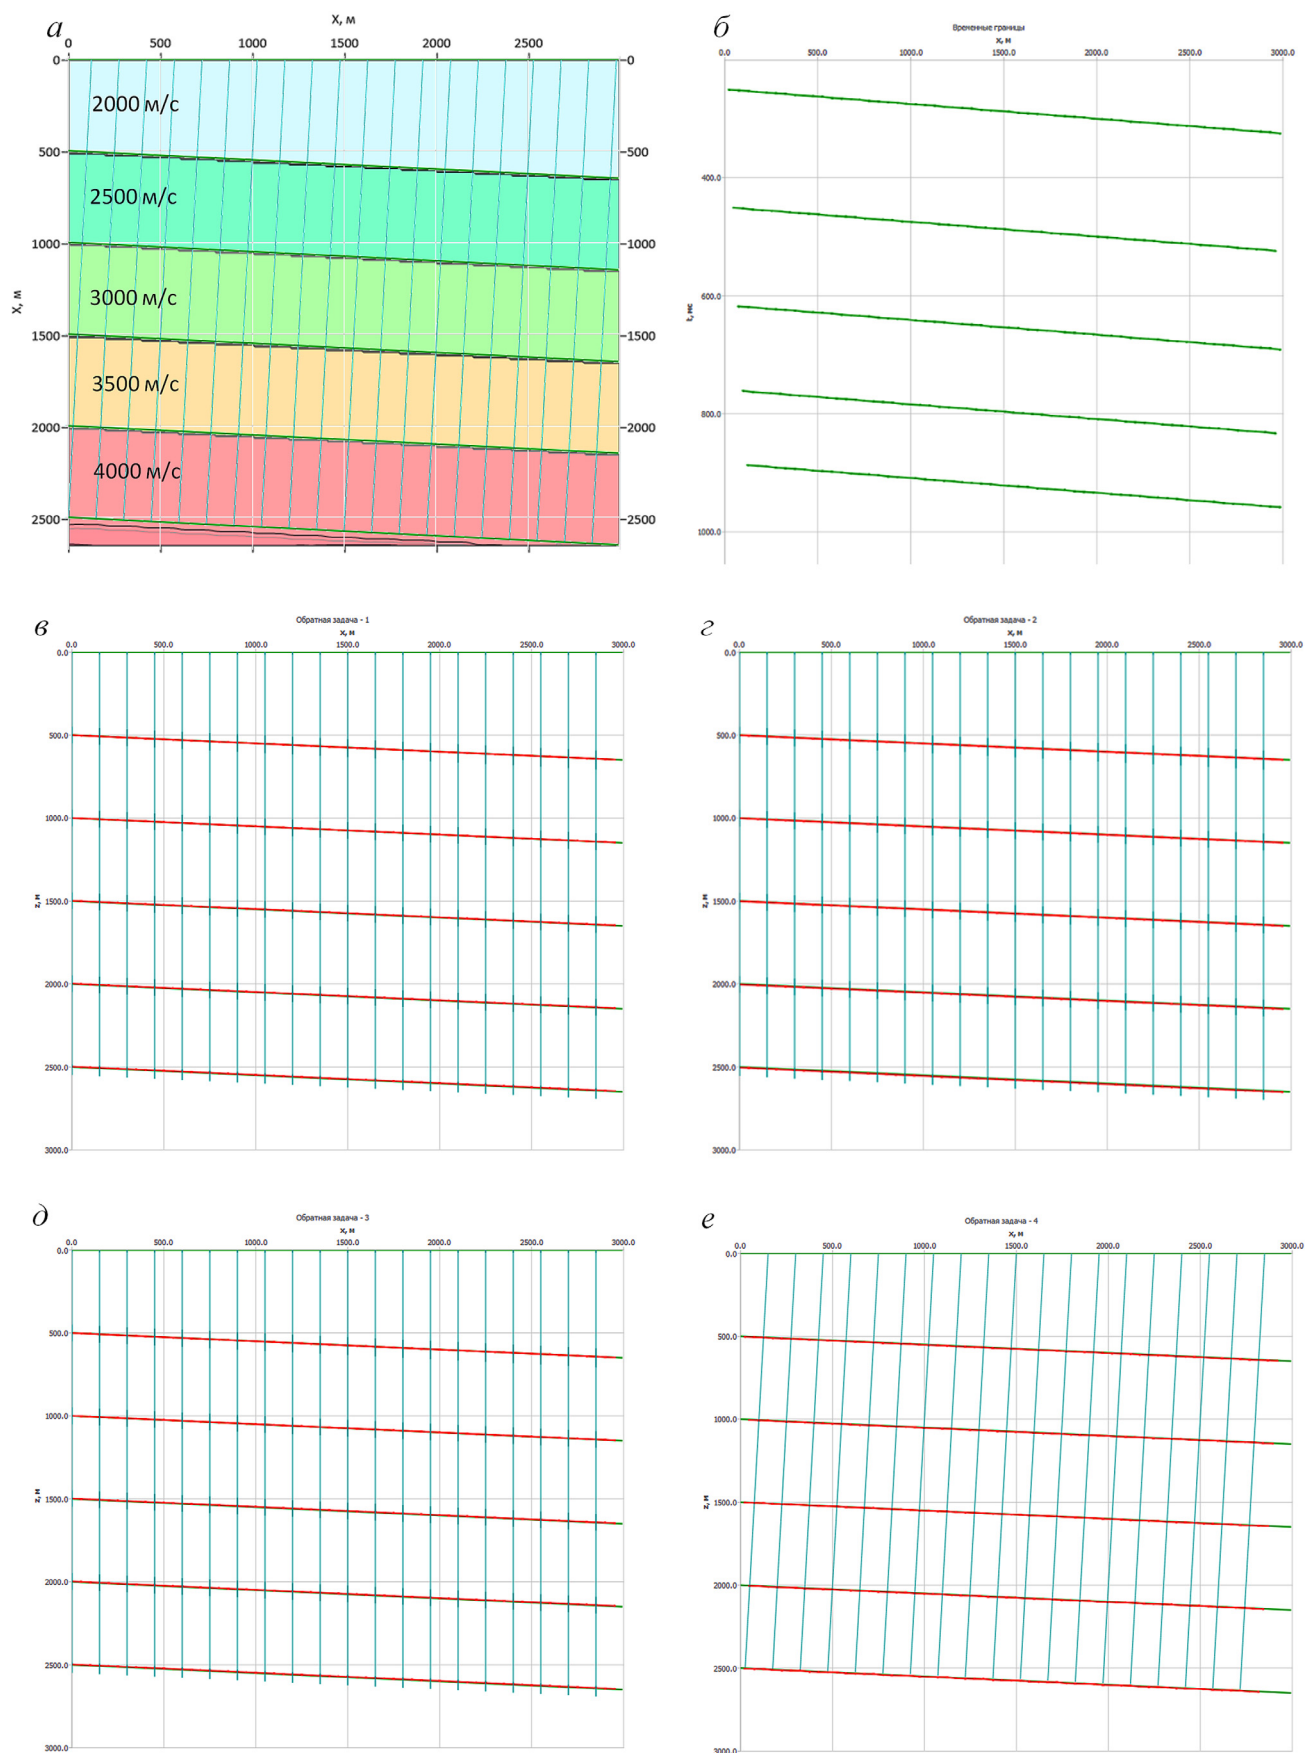 а
X, м
0 500 1000 1500 2000 2500
0 0
2000 м/с
500 500
2500 м/с
1000 1000
3000 м/с
X, м
1500 1500
3500 м/с
2000 2000
4000 м/с
2500 2500
б
Временные границы
x, м
0.0 500.0 1000.0 1500.0 2000.0 2500.0 3000.0
400.0
600.0
t, мс
800.0
1000.0
в
Обратная задача - 1
x, м
0.0 500.0 1000.0 1500.0 2000.0 2500.0 3000.0
0.0
500.0
1000.0
z, м
1500.0
2000.0
2500.0
3000.0
г
Обратная задача - 2
x, м
0.0 500.0 1000.0 1500.0 2000.0 2500.0 3000.0
0.0
500.0
1000.0
z, м
1500.0
2000.0
2500.0
3000.0
д
Обратная задача - 3
x, м
0.0 500.0 1000.0 1500.0 2000.0 2500.0 3000.0
0.0
500.0
1000.0
z, м
1500.0
2000.0
2500.0
3000.0
е
Обратная задача - 4
x, м
0.0 500.0 1000.0 1500.0 2000.0 2500.0 3000.0
0.0
500.0
1000.0
z, м
1500.0
2000.0
2500.0
3000.0